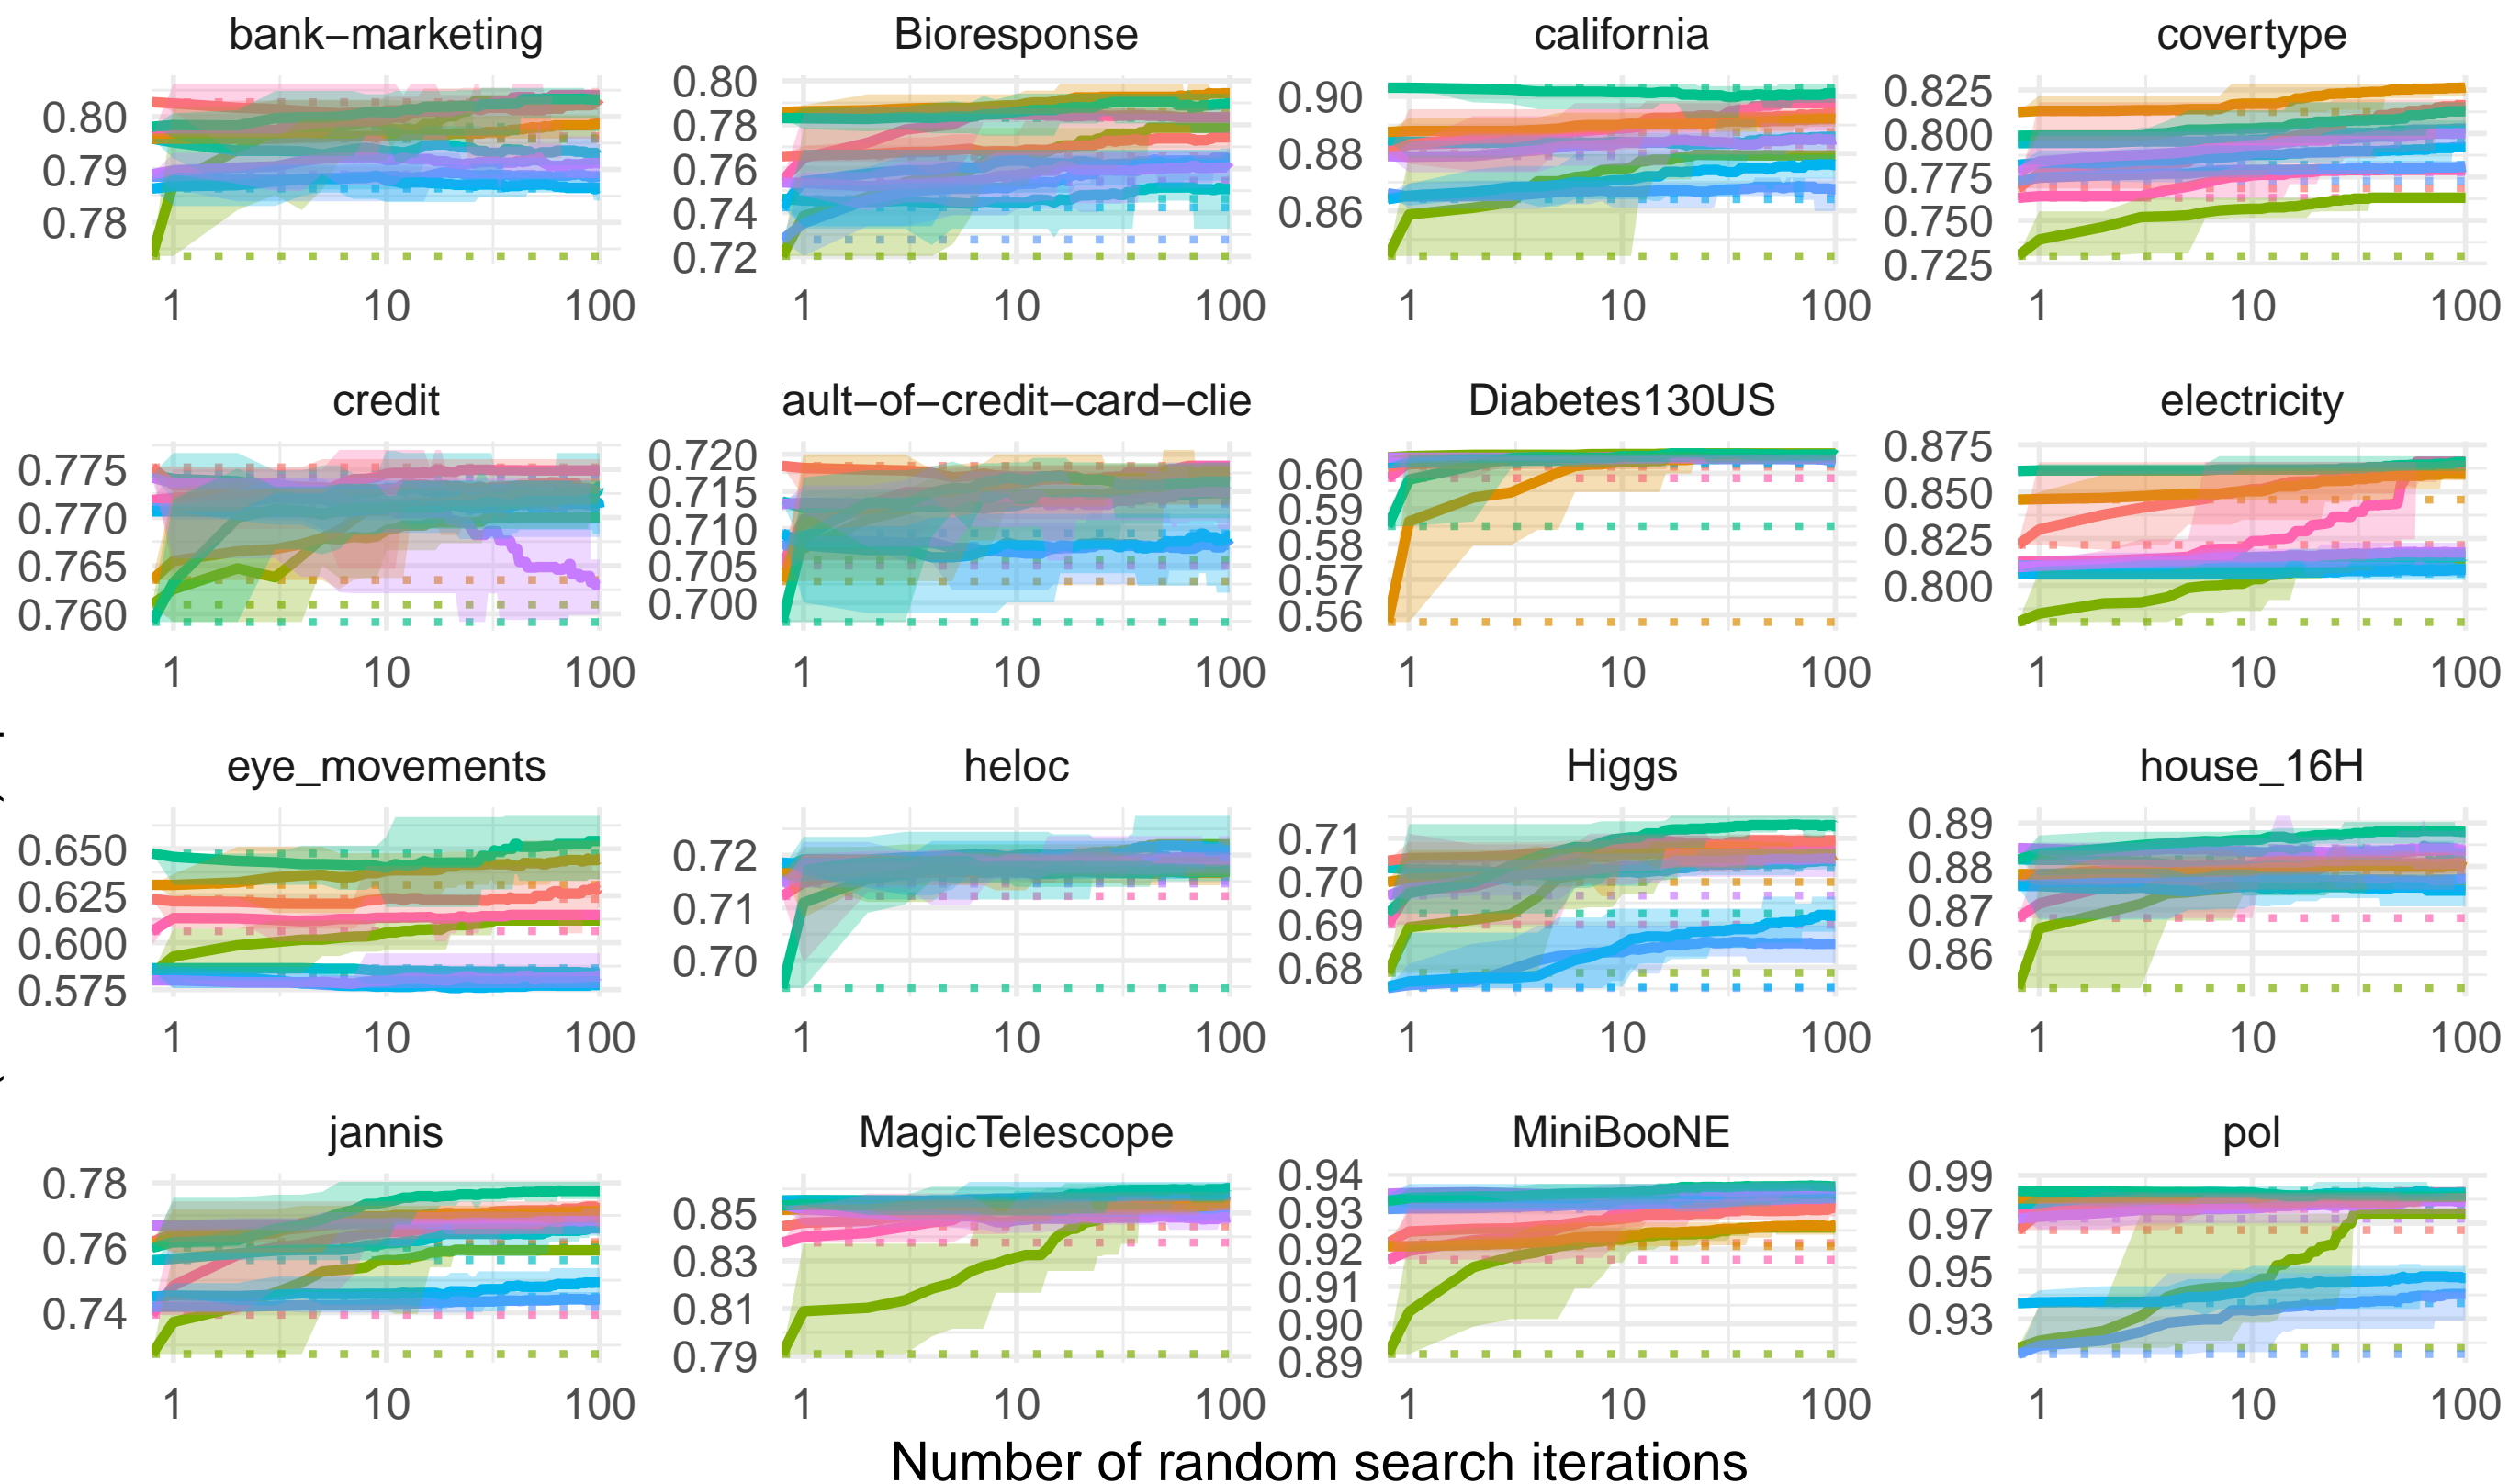 bank−marketing Bioresponse california covertype
0.80 0.80 0.90 0.825
0.79 0.78 0.88 0.800
0.78 0.76 0.86 0.775
0.74 0.750
0.72 0.725
1 10 100 1 10 100 1 10 100 1 10 100
credit ault−of−credit−card−clie Diabetes130US electricity
0.775 0.720 0.60 0.875
0.770 0.715 0.59 0.850
0.765 0.710 0.58 0.825
0.760 0.705 0.57 0.800
0.700 0.56
1 10 100 1 10 100 1 10 100 1 10 100
eye_movements heloc Higgs house_16H
0.650 0.72 0.71 0.89
0.625 0.71 0.70 0.88
0.600 0.70 0.69 0.87
0.575 0.68 0.86
1 10 100 1 10 100 1 10 100 1 10 100
jannis MagicTelescope MiniBooNE pol
0.78 0.85 0.94 0.99
0.76 0.83 0.93 0.97
0.74 0.81 0.92 0.95
0.79 0.91 0.93
0.90
0.89
1 10 100 1 10 100 1 10 100 1 10 100
Number of random search iterations